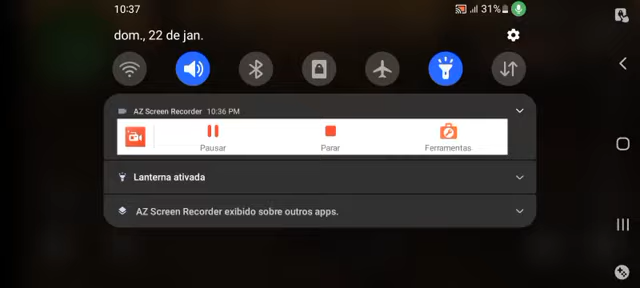 10:37
31%
dom., 22 de jan.
AZ Screen Recorder 10:36 PM
Pausar
Parar
Ferramentas
Lanterna ativada
AZ Screen Recorder exibido sobre outros apps.